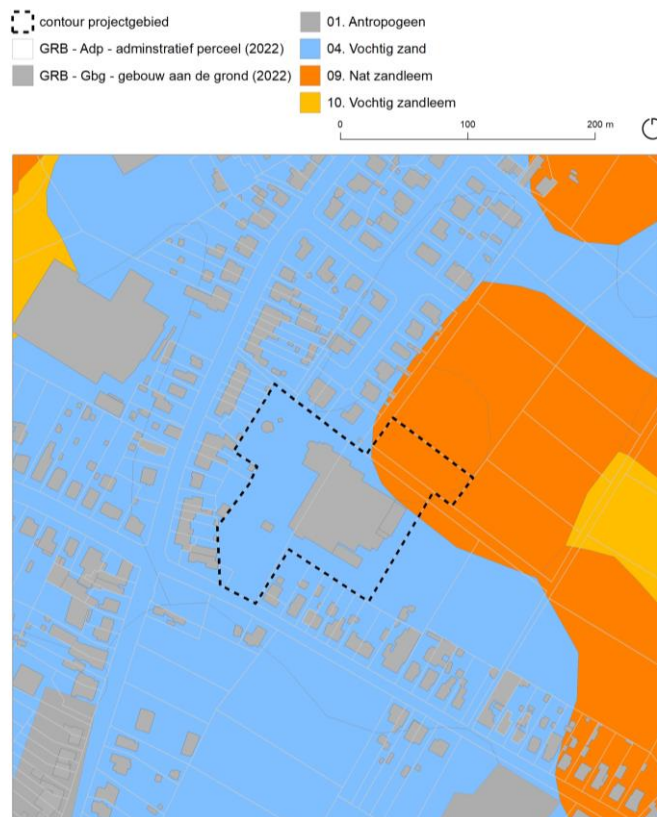 contour projectgebied
GRB - Adp - adminstratief perceel (2022)
GRB - Gbg - gebouw aan de grond (2022)
01. Antropogeen
04. Vochtig zand
09. Nat zandleem
10. Vochtig zandleem
0 100 200 m